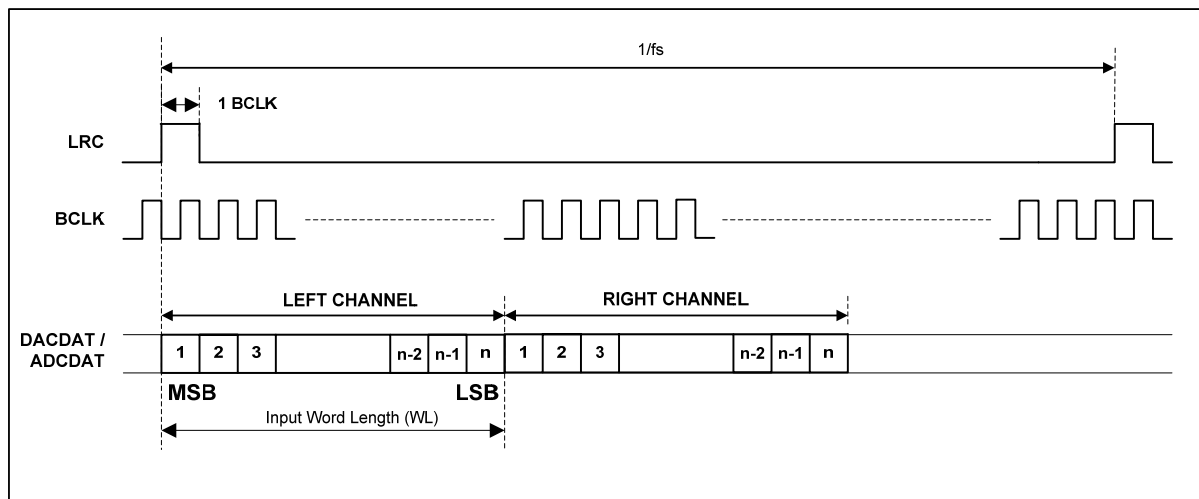 1/fs
1 BCLK
LRC
BCLK
LEFT CHANNEL
RIGHT CHANNEL
DACDAT /
ADCDAT
1 2 3 n-2 n-1 n 1 2 3 n-2 n-1 n
MSB LSB
Input Word Length (WL)